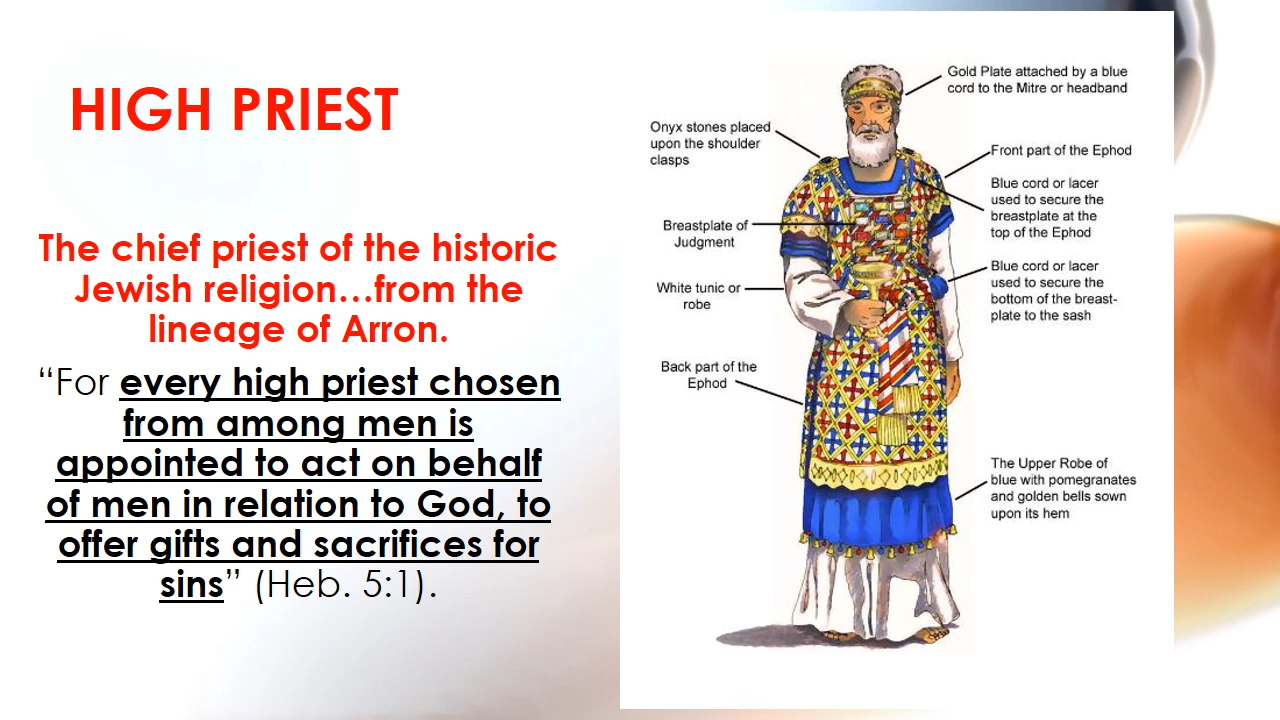 HIGH PRIEST
The chief priest of the historic
Jewish religion…from the
lineage of Arron.
“For every high priest chosen
from among men is
appointed to act on behalf
of men in relation to God, to
offer gifts and sacrifices for
sins” (Heb. 5:1).
Gold Plate attached by a blue
cord to the Mitre or headband
Onyx stones placed
upon the shoulder
clasps
Front part of the Ephod
Blue cord or lacer
used to secure the
breastplate at the
top of the Ephod
Breastplate of
Judgment
Blue cord or lacer
used to secure the
bottom of the breast-
plate to the sash
White tunic or
robe
Back part of the
Ephod
The Upper Robe of
blue with pomegranates
and golden bells sown
upon its hem